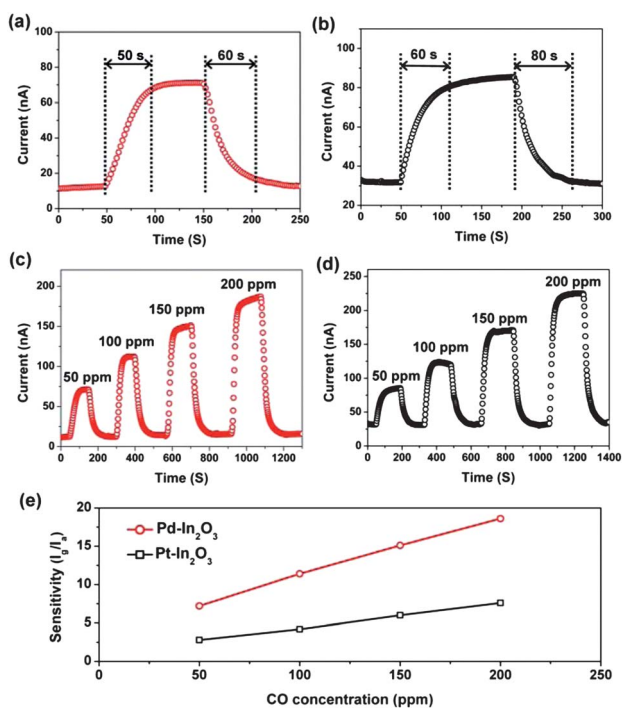 (a)
50 s
60 s
100
80
60
40
20
0
Current (nA)
0
50
100
150
200
250
Time (S)
(b)
60 s
80 s
100
80
60
40
20
Current (nA)
0
50
100
150
200
250
300
Time (S)
(c)
50 ppm
100 ppm
150 ppm
200 ppm
200
150
100
50
0
Current (nA)
0
200
400
600
800
1000
1200
Time (S)
(d)
50 ppm
100 ppm
150 ppm
200 ppm
250
200
150
100
50
0
Current (nA)
0
200
400
600
800
1000
1200
1400
Time (S)
(e)
Pd-In₂O₃
Pt-In₂O₃
20
15
10
5
0
Sensitivity (Ig/Ia)
0
50
100
150
200
250
CO concentration (ppm)